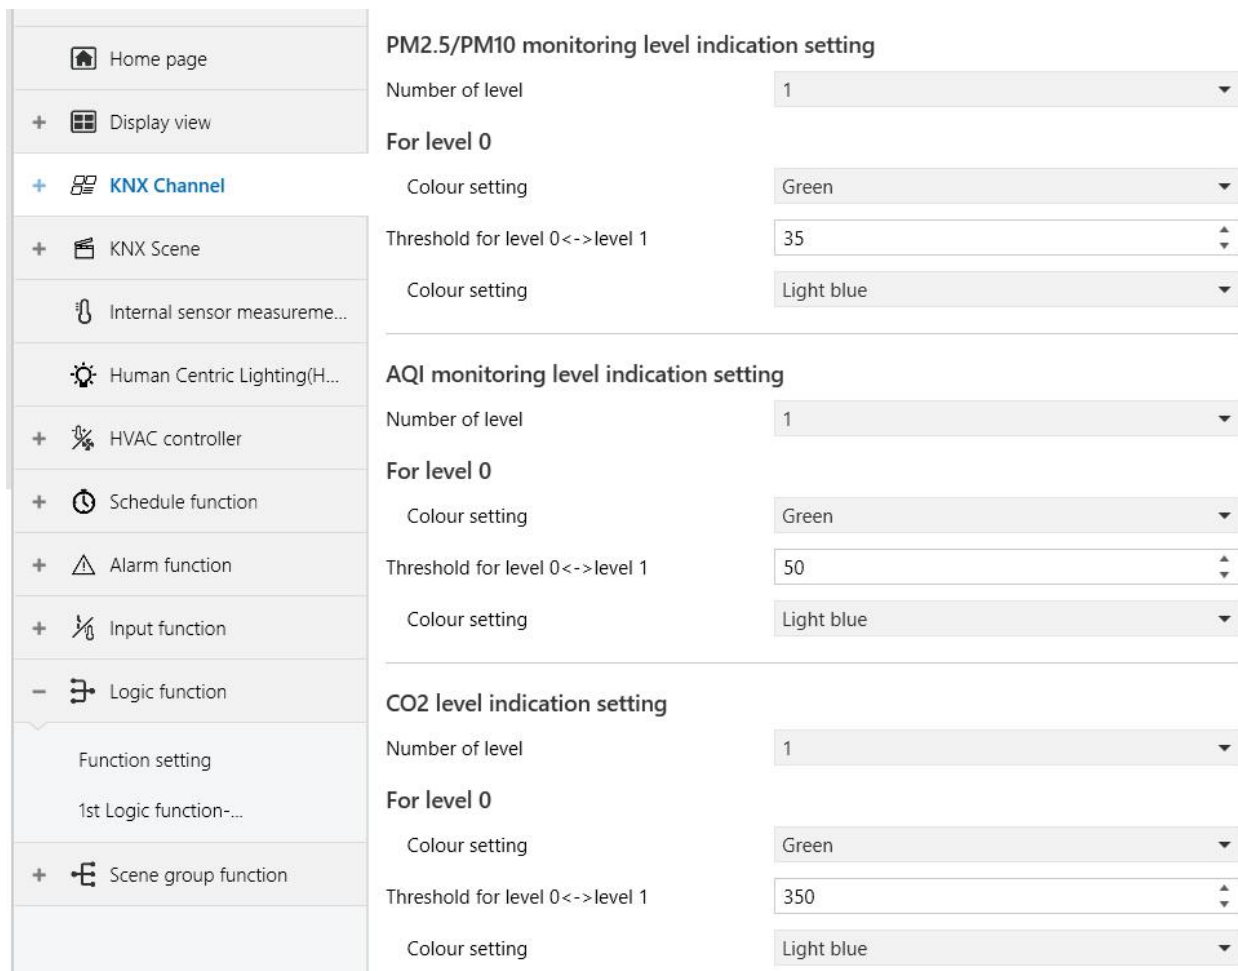 Home page
+ Display view
+ KNX Channel
+ KNX Scene
Internal sensor measureme...
Human Centric Lighting(H...
+ HVAC controller
+ Schedule function
+ Alarm function
+ Input function
− Logic function
Function setting
1st Logic function-...
+ Scene group function
PM2.5/PM10 monitoring level indication setting
Number of level 1
For level 0
Colour setting Green
Threshold for level 0<->level 1 35
Colour setting Light blue
AQI monitoring level indication setting
Number of level 1
For level 0
Colour setting Green
Threshold for level 0<->level 1 50
Colour setting Light blue
CO2 level indication setting
Number of level 1
For level 0
Colour setting Green
Threshold for level 0<->level 1 350
Colour setting Light blue